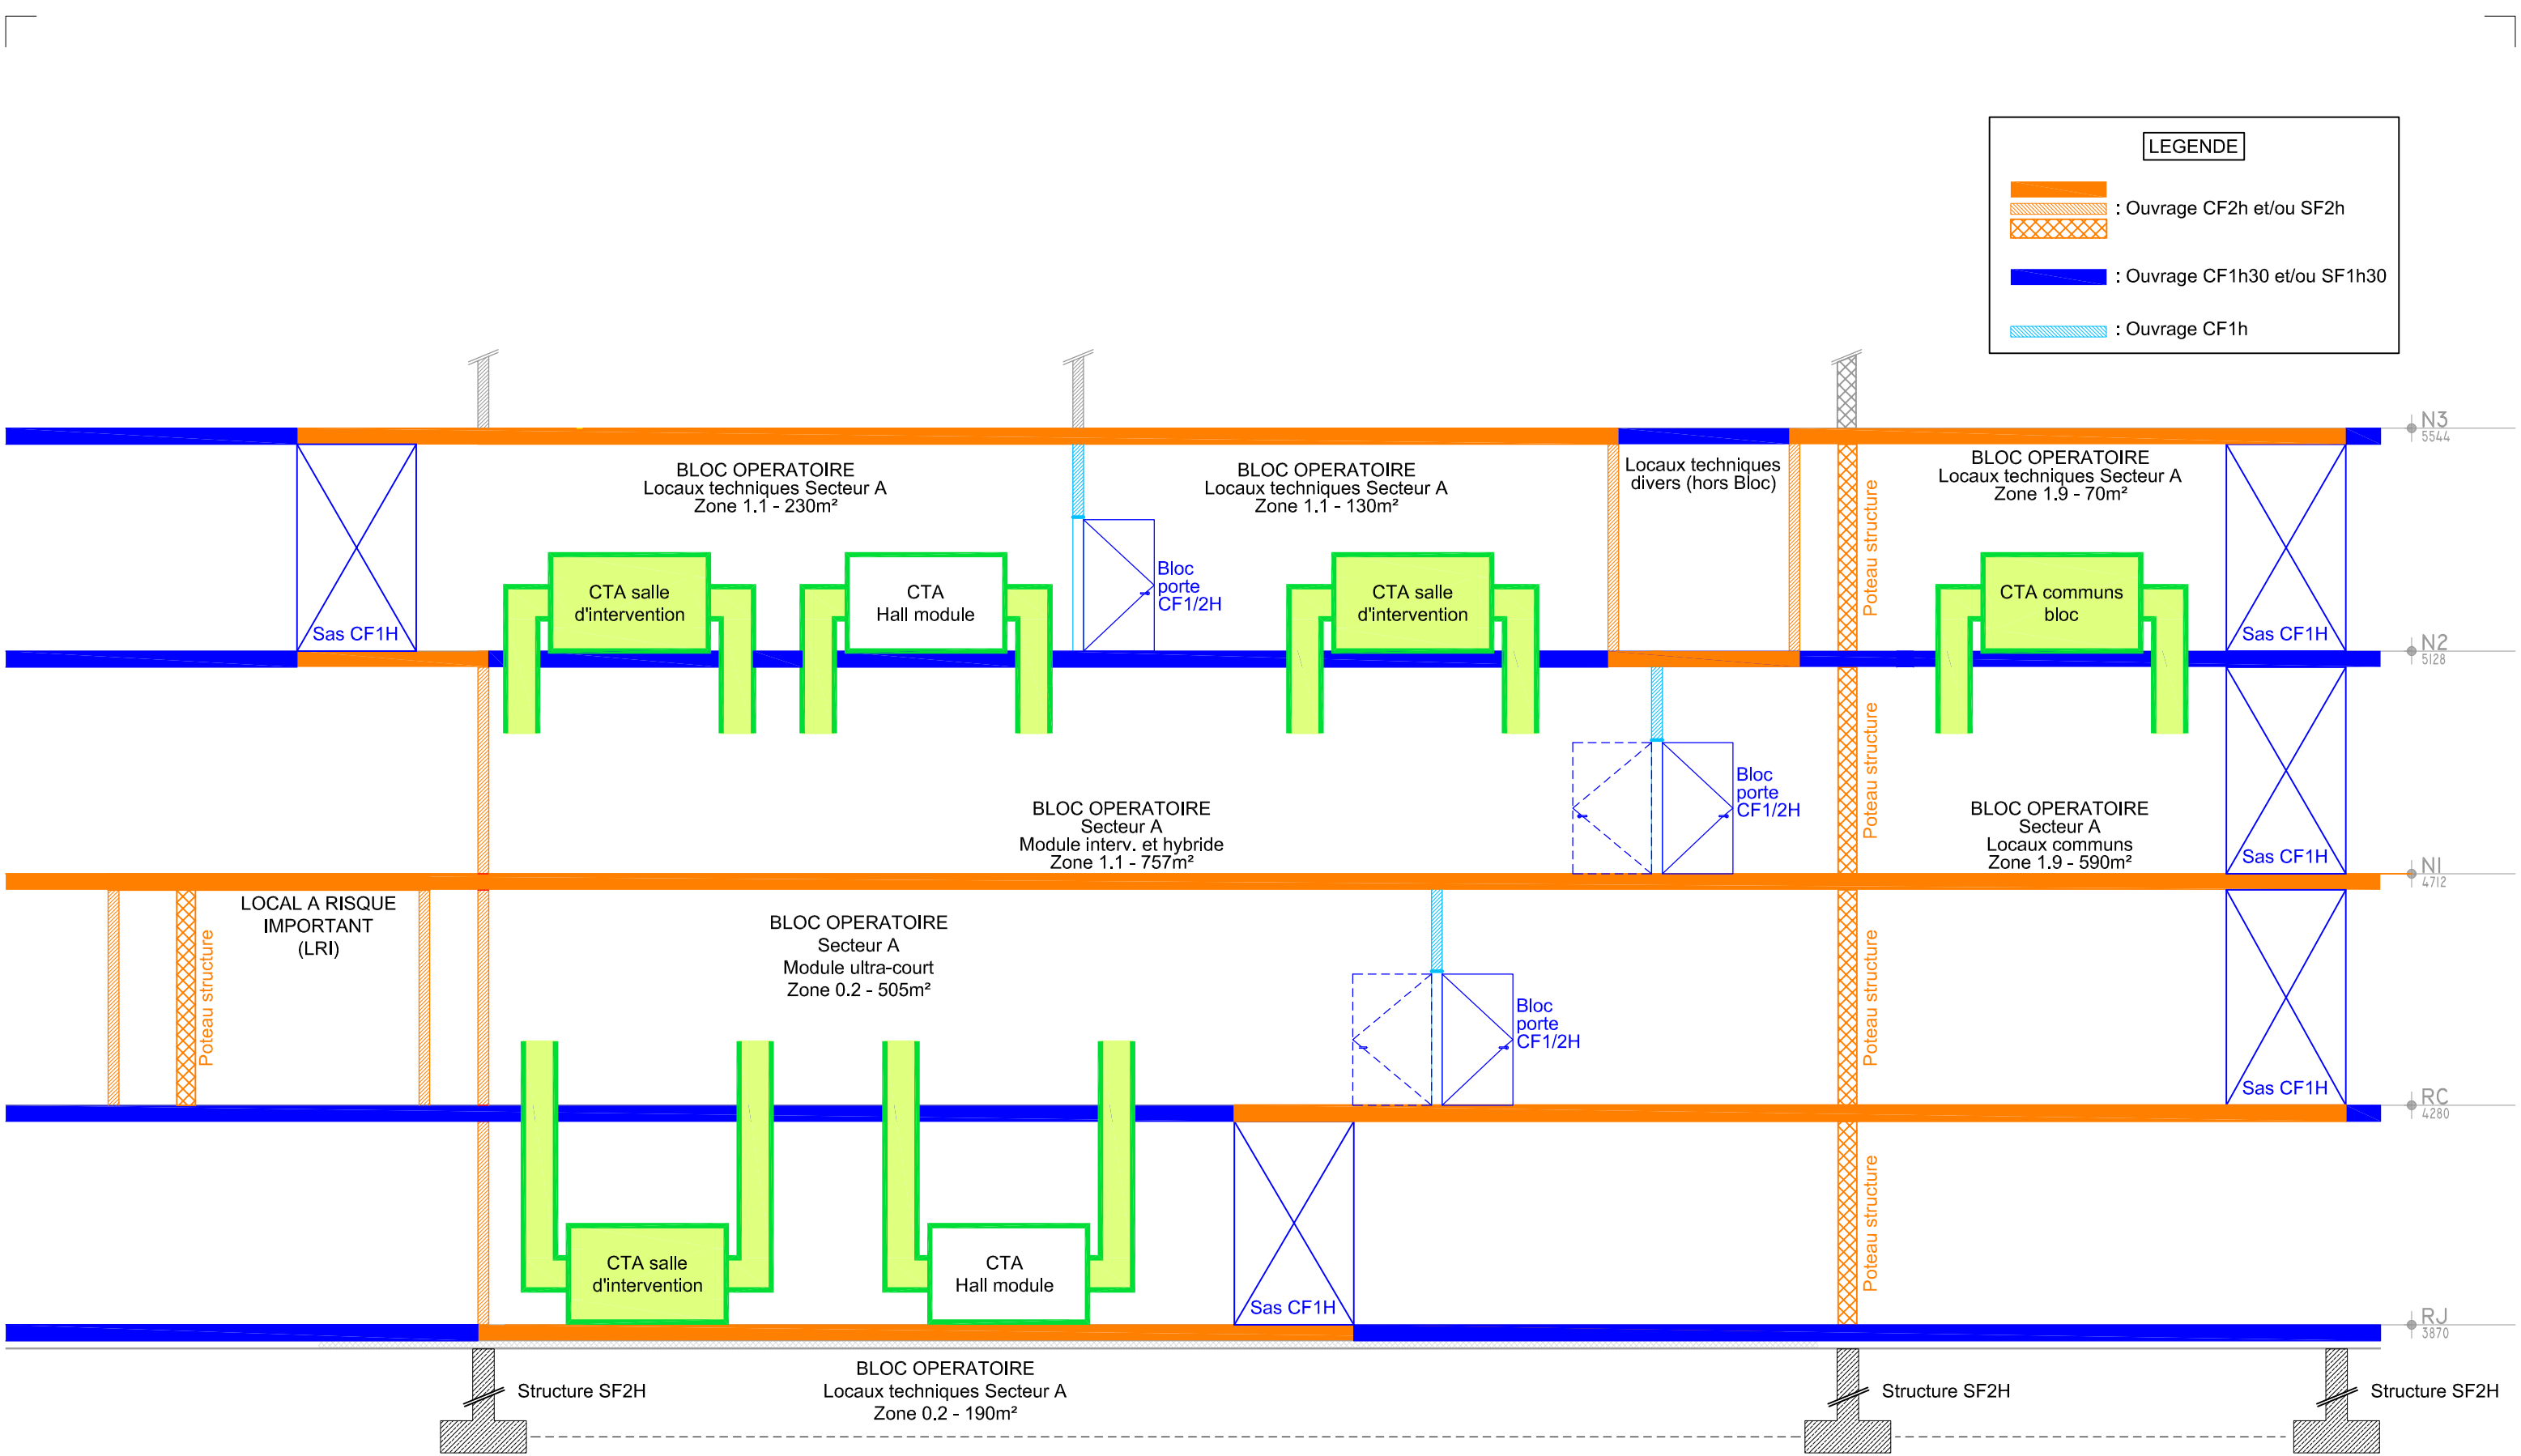 LEGENDE
: Ouvrage CF2h et/ou SF2h
: Ouvrage CF1h30 et/ou SF1h30
: Ouvrage CF1h
N3
5544
BLOC OPERATOIRE
Locaux techniques Secteur A
Zone 1.1 - 230m²
BLOC OPERATOIRE
Locaux techniques Secteur A
Zone 1.1 - 130m²
Locaux techniques
divers (hors Bloc)
BLOC OPERATOIRE
Locaux techniques Secteur A
Zone 1.9 - 70m²
Poteau structure
CTA salle
d'intervention
CTA
Hall module
Bloc
porte
CF1/2H
CTA salle
d'intervention
CTA communs
bloc
Sas CF1H
Sas CF1H
N2
5128
Poteau structure
Bloc
porte
CF1/2H
BLOC OPERATOIRE
Secteur A
Module interv. et hybride
Zone 1.1 - 757m²
BLOC OPERATOIRE
Secteur A
Locaux communs
Zone 1.9 - 590m²
Sas CF1H
N1
4712
LOCAL A RISQUE
IMPORTANT
(LRI)
Poteau structure
BLOC OPERATOIRE
Secteur A
Module ultra-court
Zone 0.2 - 505m²
Bloc
porte
CF1/2H
Poteau structure
Sas CF1H
RC
4280
CTA salle
d'intervention
CTA
Hall module
Sas CF1H
Poteau structure
RJ
3870
BLOC OPERATOIRE
Locaux techniques Secteur A
Zone 0.2 - 190m²
Structure SF2H
Structure SF2H
Structure SF2H